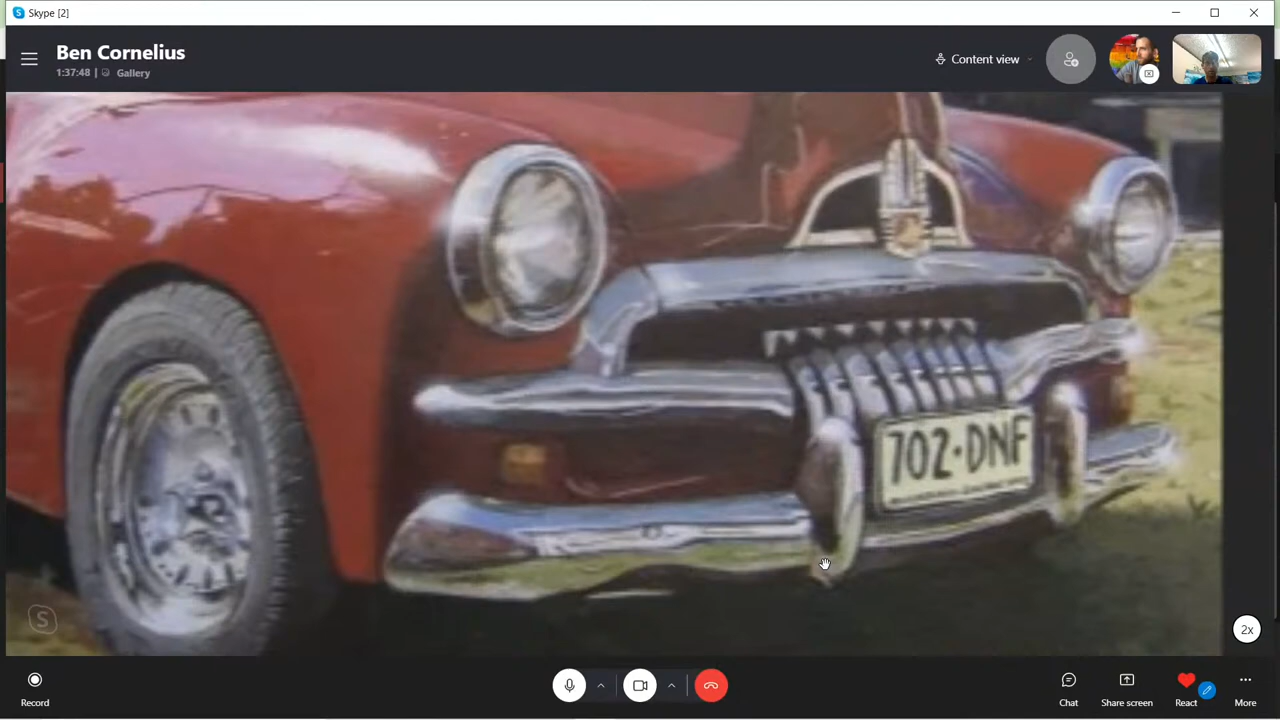 Skype [2]
Ben Cornelius
1:37:48 | Gallery
Content view
702·DNF
2x
Record
Chat
Share screen
React
More